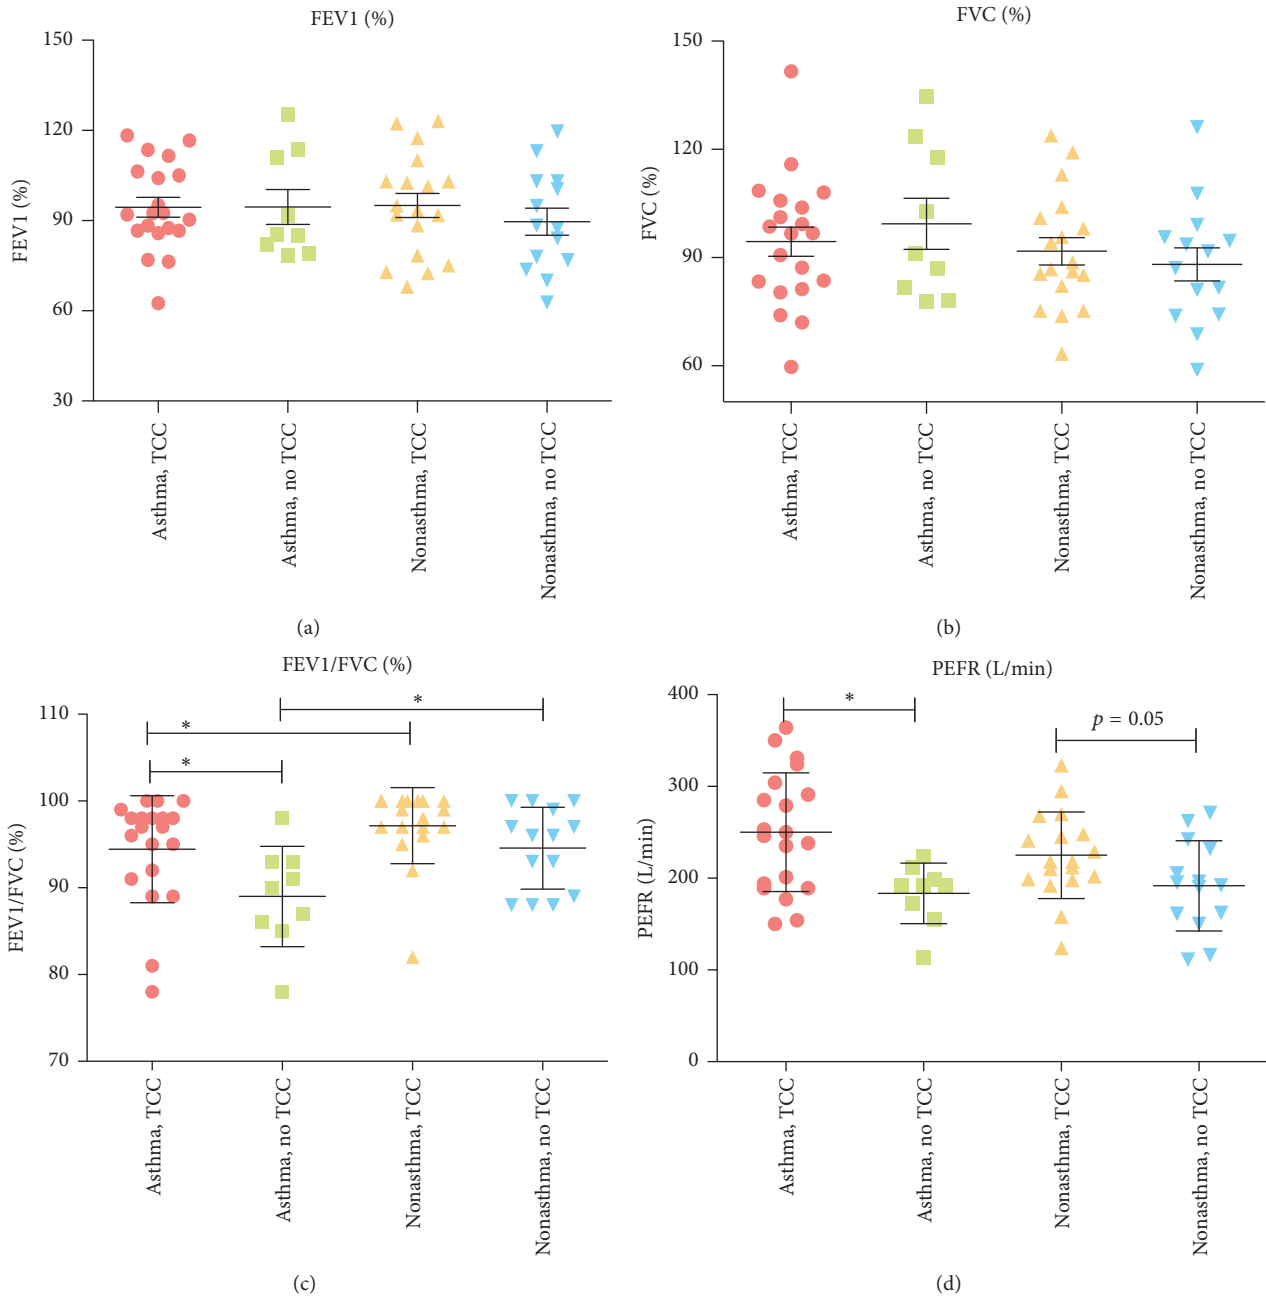 FEV1 (%)
FEV1 (%)
150
120
90
60
30
Asthma, TCC
Asthma, no TCC
Nonasthma, TCC
Nonasthma, no TCC
(a)
FVC (%)
FVC (%)
150
120
90
60
Asthma, TCC
Asthma, no TCC
Nonasthma, TCC
Nonasthma, no TCC
(b)
FEV1/FVC (%)
FEV1/FVC (%)
110
100
90
80
70
*
*
*
Asthma, TCC
Asthma, no TCC
Nonasthma, TCC
Nonasthma, no TCC
(c)
PEFR (L/min)
PEFR (L/min)
400
300
200
100
0
*
p = 0.05
Asthma, TCC
Asthma, no TCC
Nonasthma, TCC
Nonasthma, no TCC
(d)